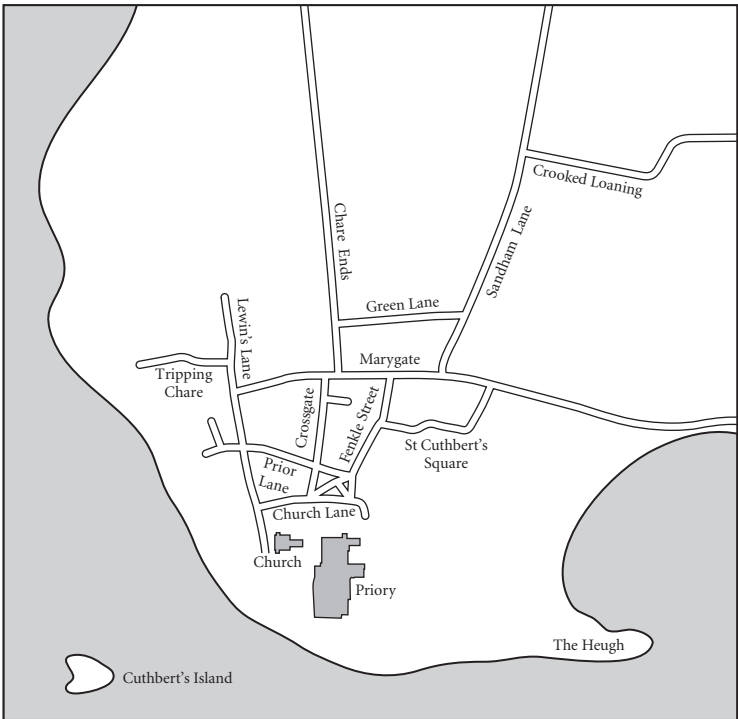 Crooked Loaning
Chare Ends
Sandham Lane
Green Lane
Lewin's Lane
Marygate
Tripping
Chare
Crossgate
Fenkle Street
St Cuthbert's
Square
Prior
Lane
Church Lane
Church
Priory
The Heugh
Cuthbert's Island